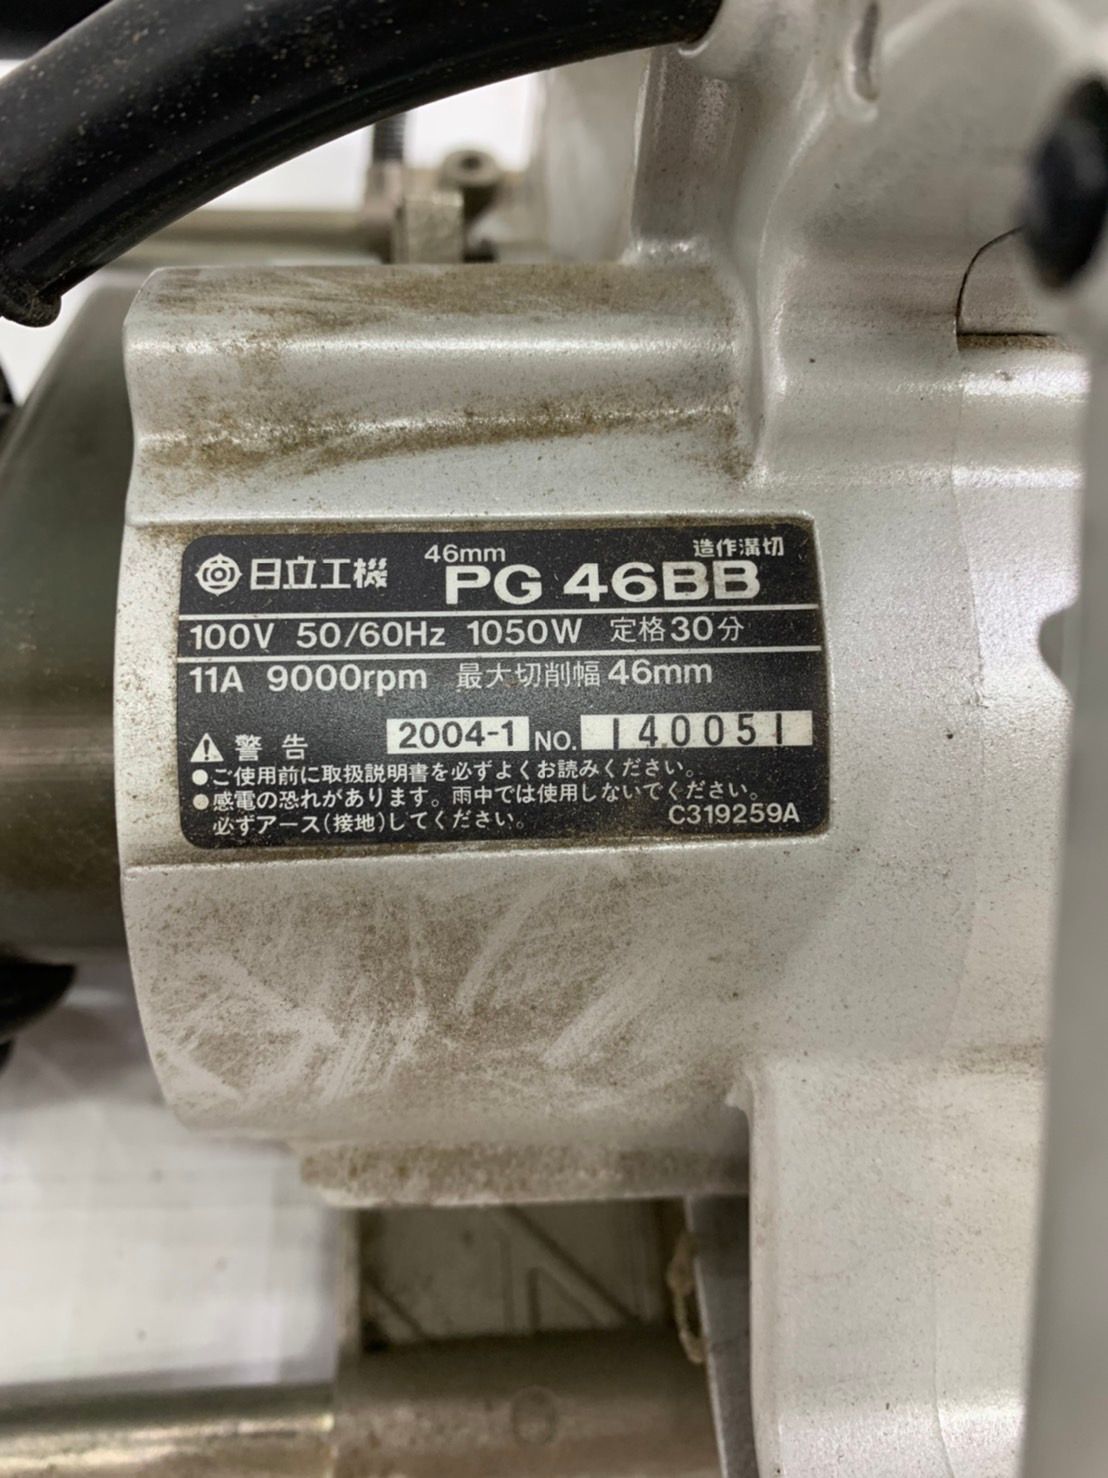 日立工機 46mm PG 46BB 造作溝切
100V 50/60Hz 1050W 定格30分
11A 9000rpm 最大切削幅46mm
⚠警告 2004-1 NO. 140051
●ご使用前に取扱説明書を必ずよくお読みください。
●感電の恐れがあります。雨中では使用しないでください。
必ずアース(接地)してください。 C319259A